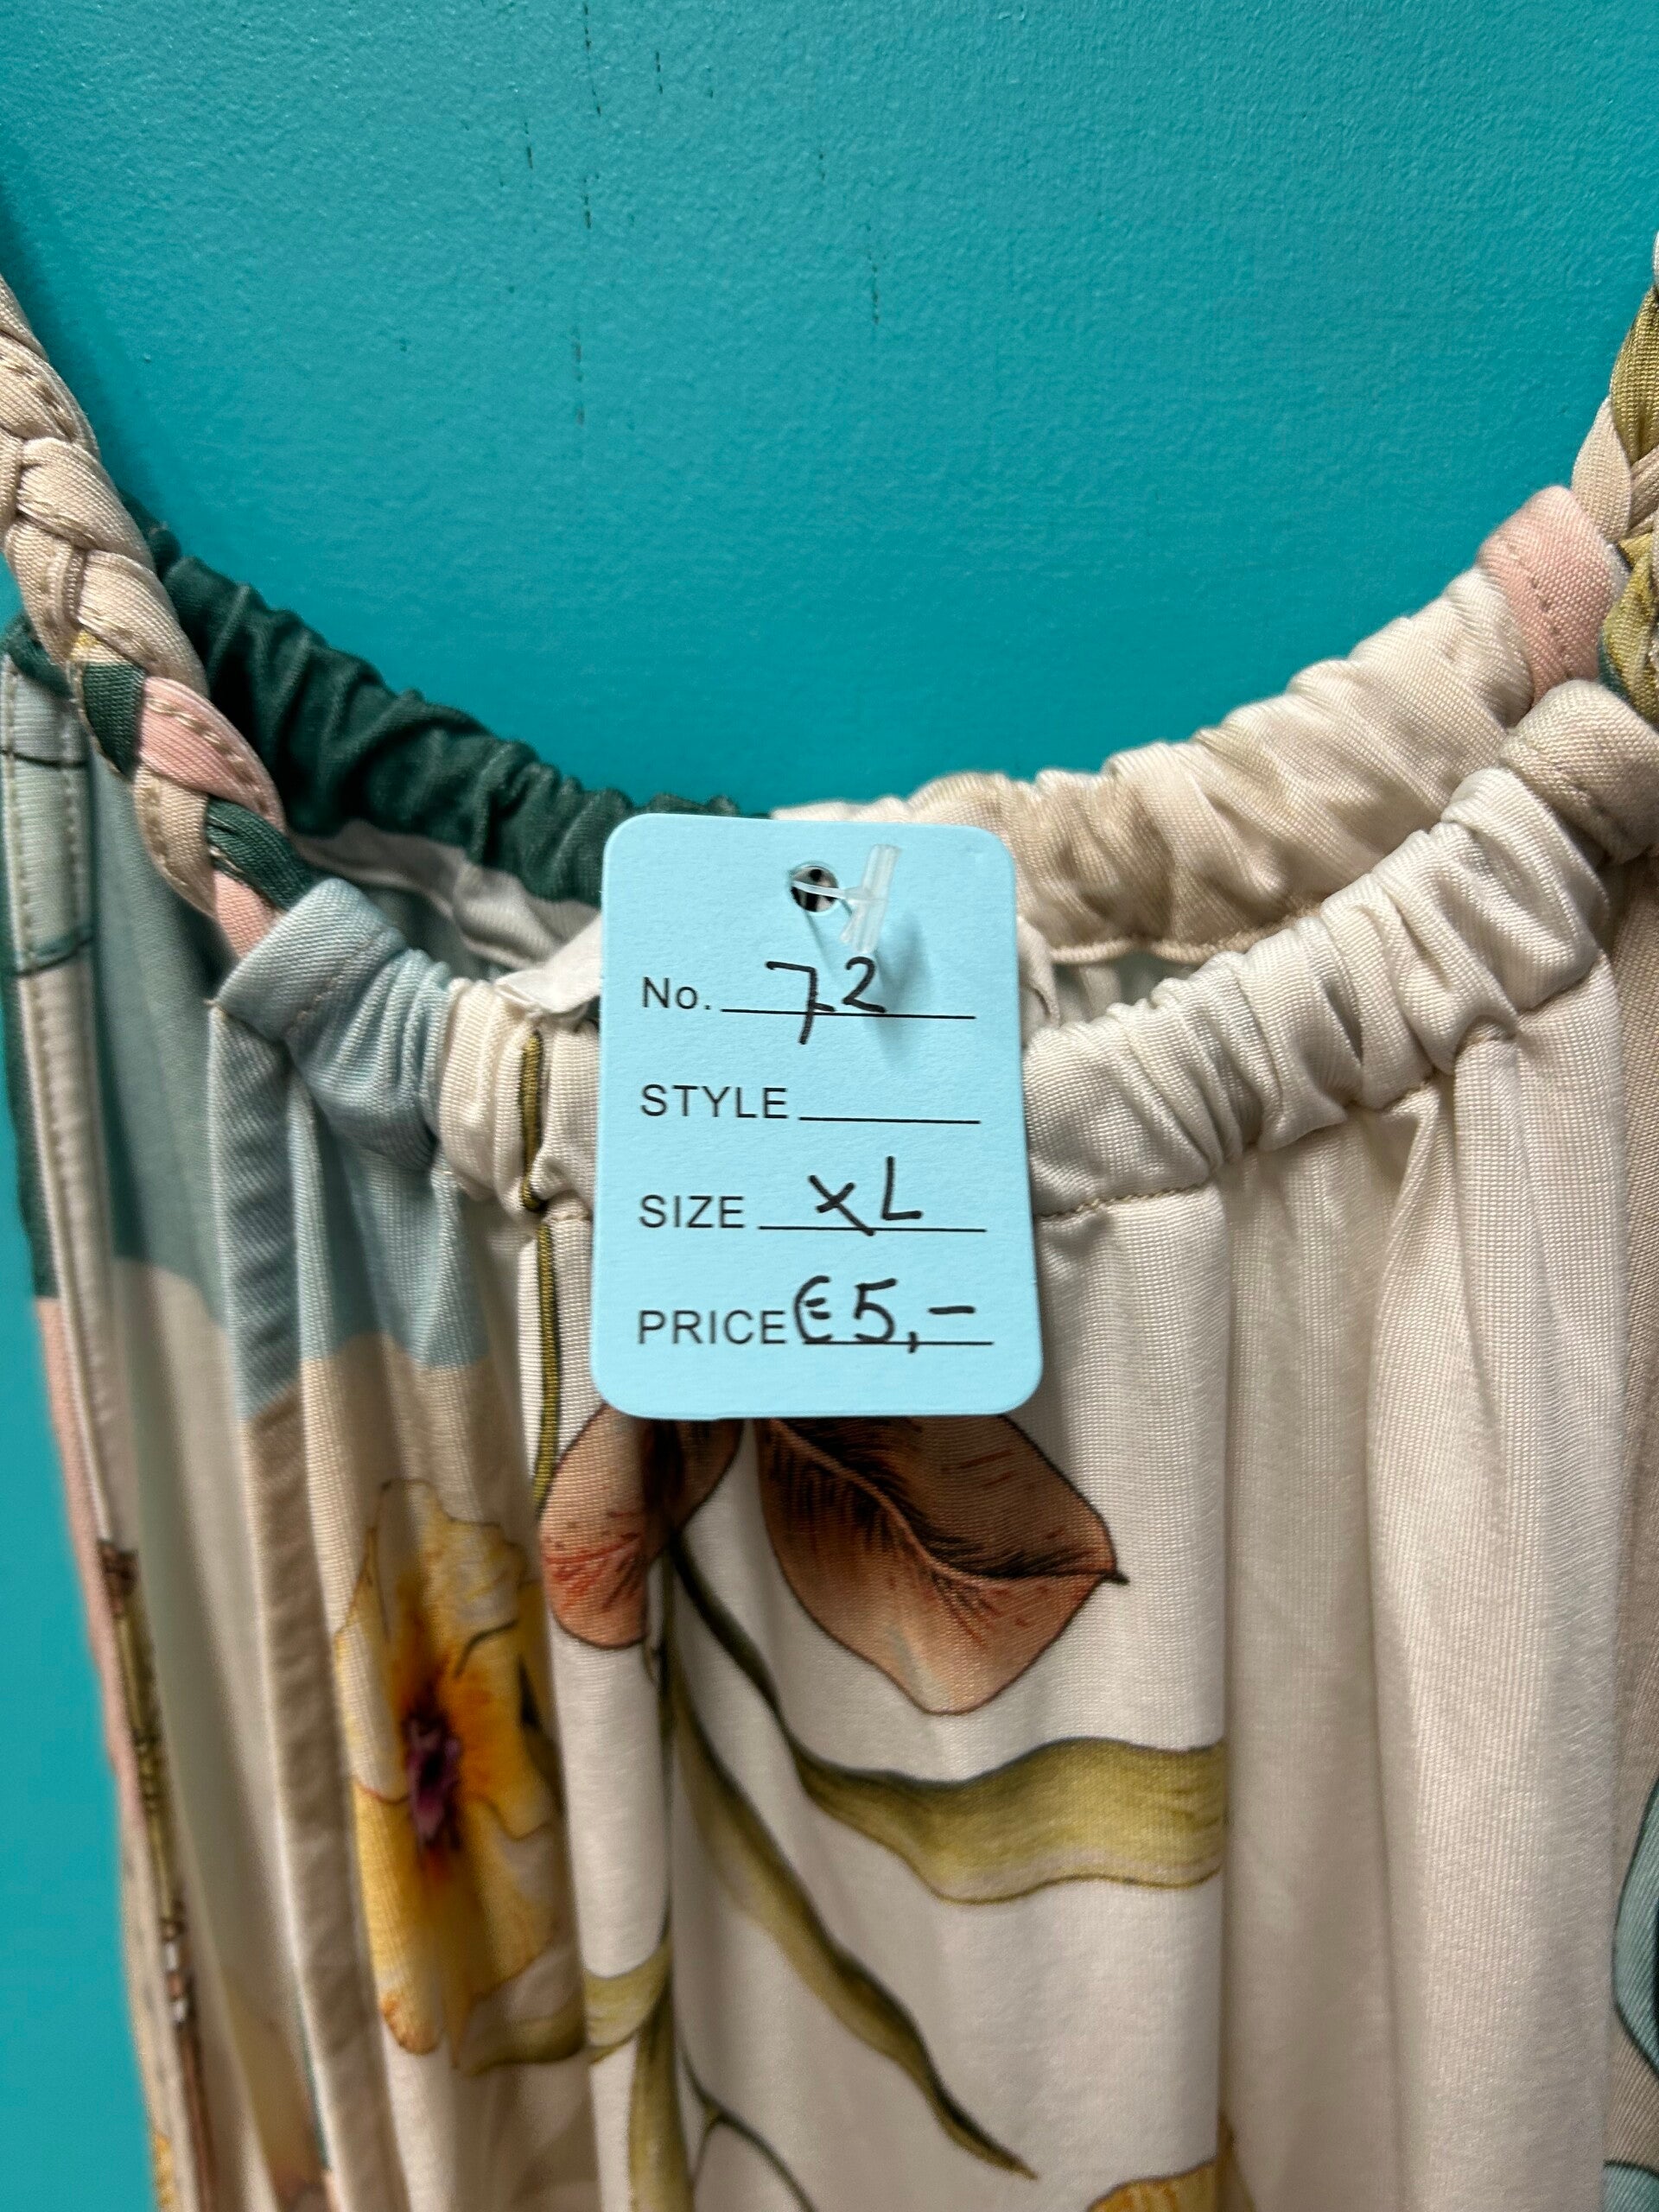 No. 72
STYLE
SIZE XL
PRICE €5,-